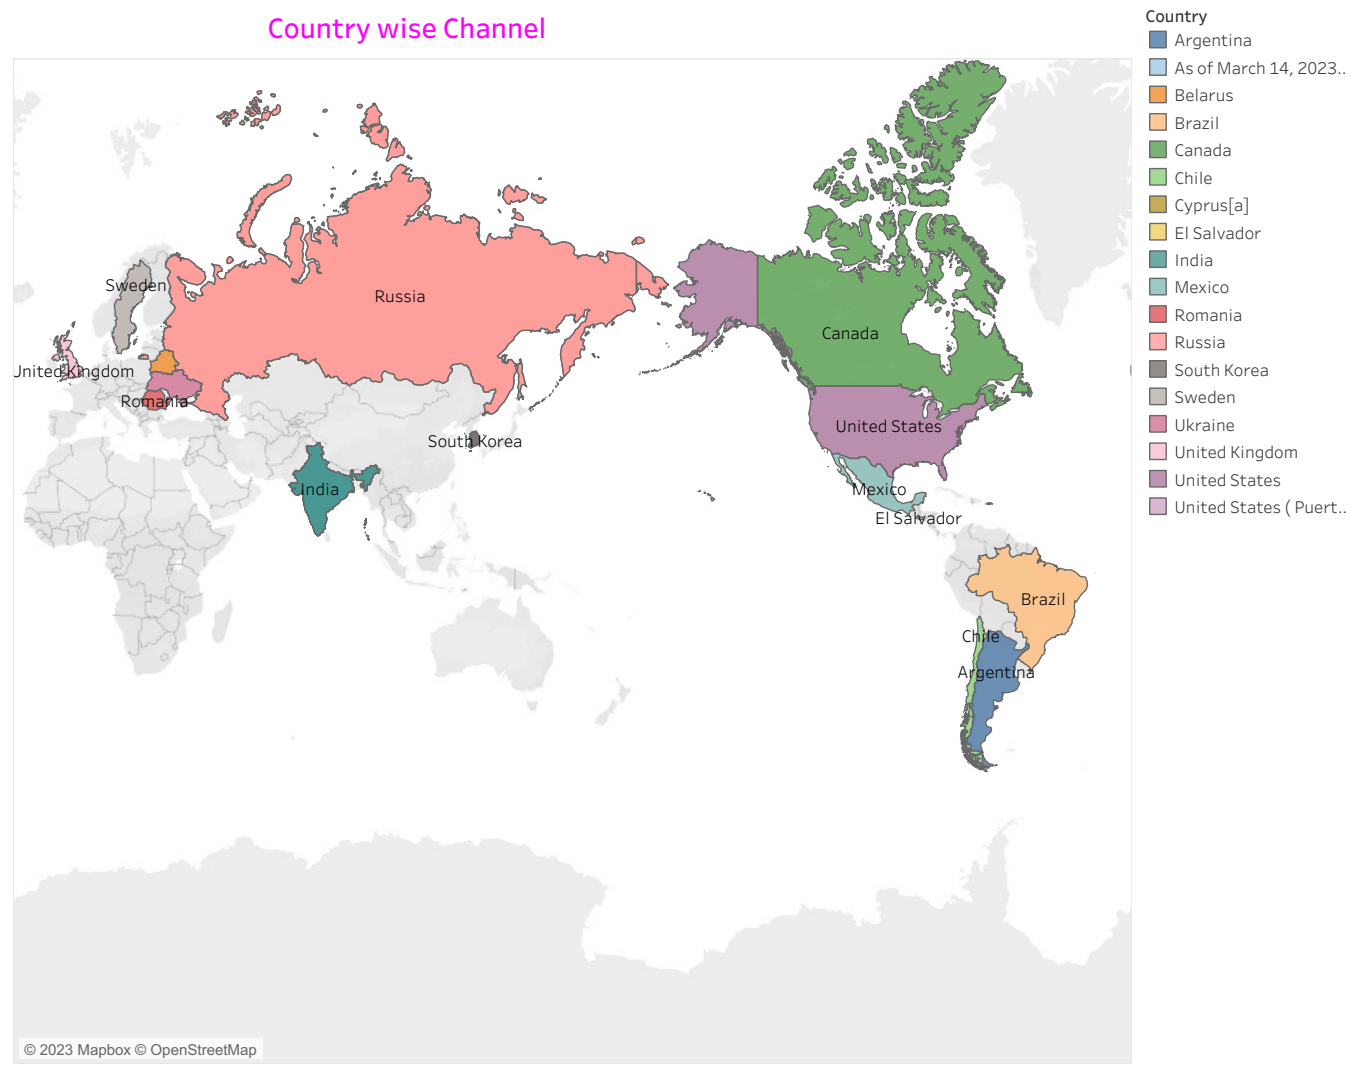 Country wise Channel
Country
Argentina
As of March 14, 2023..
Belarus
Brazil
Canada
Chile
Cyprus[a]
El Salvador
India
Mexico
Romania
Russia
South Korea
Sweden
Ukraine
United Kingdom
United States
United States ( Puert..
Sweden
Russia
Canada
United Kingdom
Romania
United States
South Korea
India
Mexico
El Salvador
Brazil
Chile
Argentina
© 2023 Mapbox © OpenStreetMap